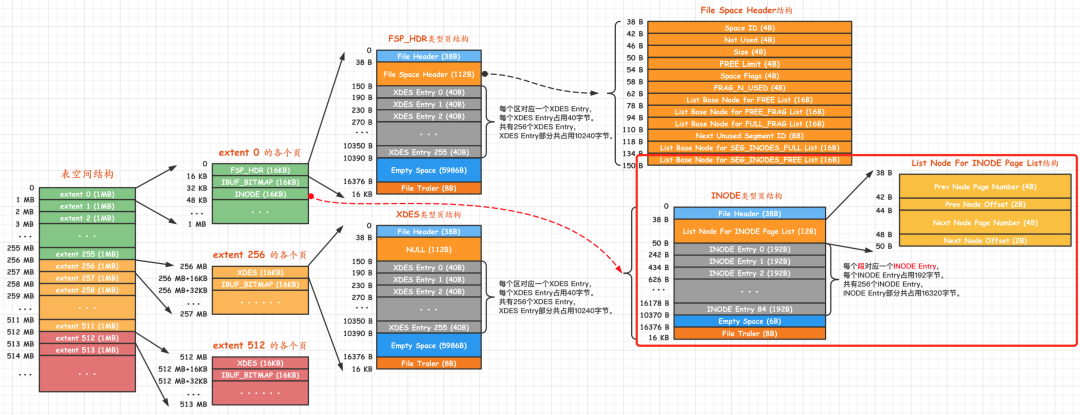 表空间结构
0
1 MB
2 MB
3 MB
...
255 MB
256 MB
257 MB
258 MB
259 MB
...
511 MB
512 MB
513 MB
514 MB
...
extent 0 (1MB)
extent 1 (1MB)
extent 2 (1MB)
...
extent 255 (1MB)
extent 256 (1MB)
extent 257 (1MB)
extent 258 (1MB)
...
extent 511 (1MB)
extent 512 (1MB)
extent 513 (1MB)
...
extent 0 的各个页
0
16 KB
32 KB
48 KB
...
1 MB
FSP_HDR (16KB)
IBUF_BITMAP (16KB)
INODE (16KB)
...
extent 256 的各个页
256 MB
256 MB+16KB
256 MB+32KB
...
257 MB
XDES (16KB)
IBUF_BITMAP (16KB)
......
extent 512 的各个页
512 MB
512 MB+16KB
512 MB+32KB
...
513 MB
XDES (16KB)
IBUF_BITMAP (16KB)
......
FSP_HDR类型页结构
0
38 B
150 B
190 B
230 B
270 B
...
10350 B
10390 B
16376 B
16 KB
File Header (38B)
File Space Header (112B)
XDES Entry 0 (40B)
XDES Entry 1 (40B)
XDES Entry 2 (40B)
...
XDES Entry 255 (40B)
Empty Space (5986B)
File Traler (8B)
每个区对应一个XDES Entry,
每个XDES Entry占用40字节。
共有256个XDES Entry,
XDES Entry部分共占用10240字节。
XDES类型页结构
0
38 B
150 B
190 B
230 B
270 B
...
10350 B
10390 B
16376 B
16 KB
File Header (38B)
NULL (112B)
XDES Entry 0 (40B)
XDES Entry 1 (40B)
XDES Entry 2 (40B)
...
XDES Entry 255 (40B)
Empty Space (5986B)
File Traler (8B)
每个区对应一个XDES Entry,
每个XDES Entry占用40字节。
共有256个XDES Entry,
XDES Entry部分共占用10240字节。
File Space Header结构
38 B
42 B
46 B
50 B
54 B
58 B
62 B
78 B
94 B
110 B
118 B
134 B
150 B
Space ID (4B)
Not Used (4B)
Size (4B)
FREE Limit (4B)
Space Flags (4B)
FRAG_N_USED (4B)
List Base Node for FREE List (16B)
List Base Node for FREE_FRAG List (16B)
List Base Node for FULL_FRAG List (16B)
Next Unused Segment ID (8B)
List Base Node for SEG_INODES_FULL List (16B)
List Base Node for SEG_INODES_FREE List (16B)
INODE类型页结构
0
38 B
50 B
242 B
434 B
626 B
...
16178 B
10370 B
16376 B
16 KB
File Header (38B)
List Node For INODE Page List (12B)
INODE Entry 0 (192B)
INODE Entry 1 (192B)
INODE Entry 2 (192B)
...
INODE Entry 84 (192B)
Empty Space (6B)
File Traler (8B)
每个段对应一个INODE Entry,
每个INODE Entry占用192字节。
共有256个INODE Entry,
INODE Entry部分共占用16320字节。
List Node For INODE Page List结构
38 B
42 B
44 B
48 B
50 B
Prev Node Page Number (4B)
Prev Node Offset (2B)
Next Node Page Number (4B)
Next Node Offset (2B)